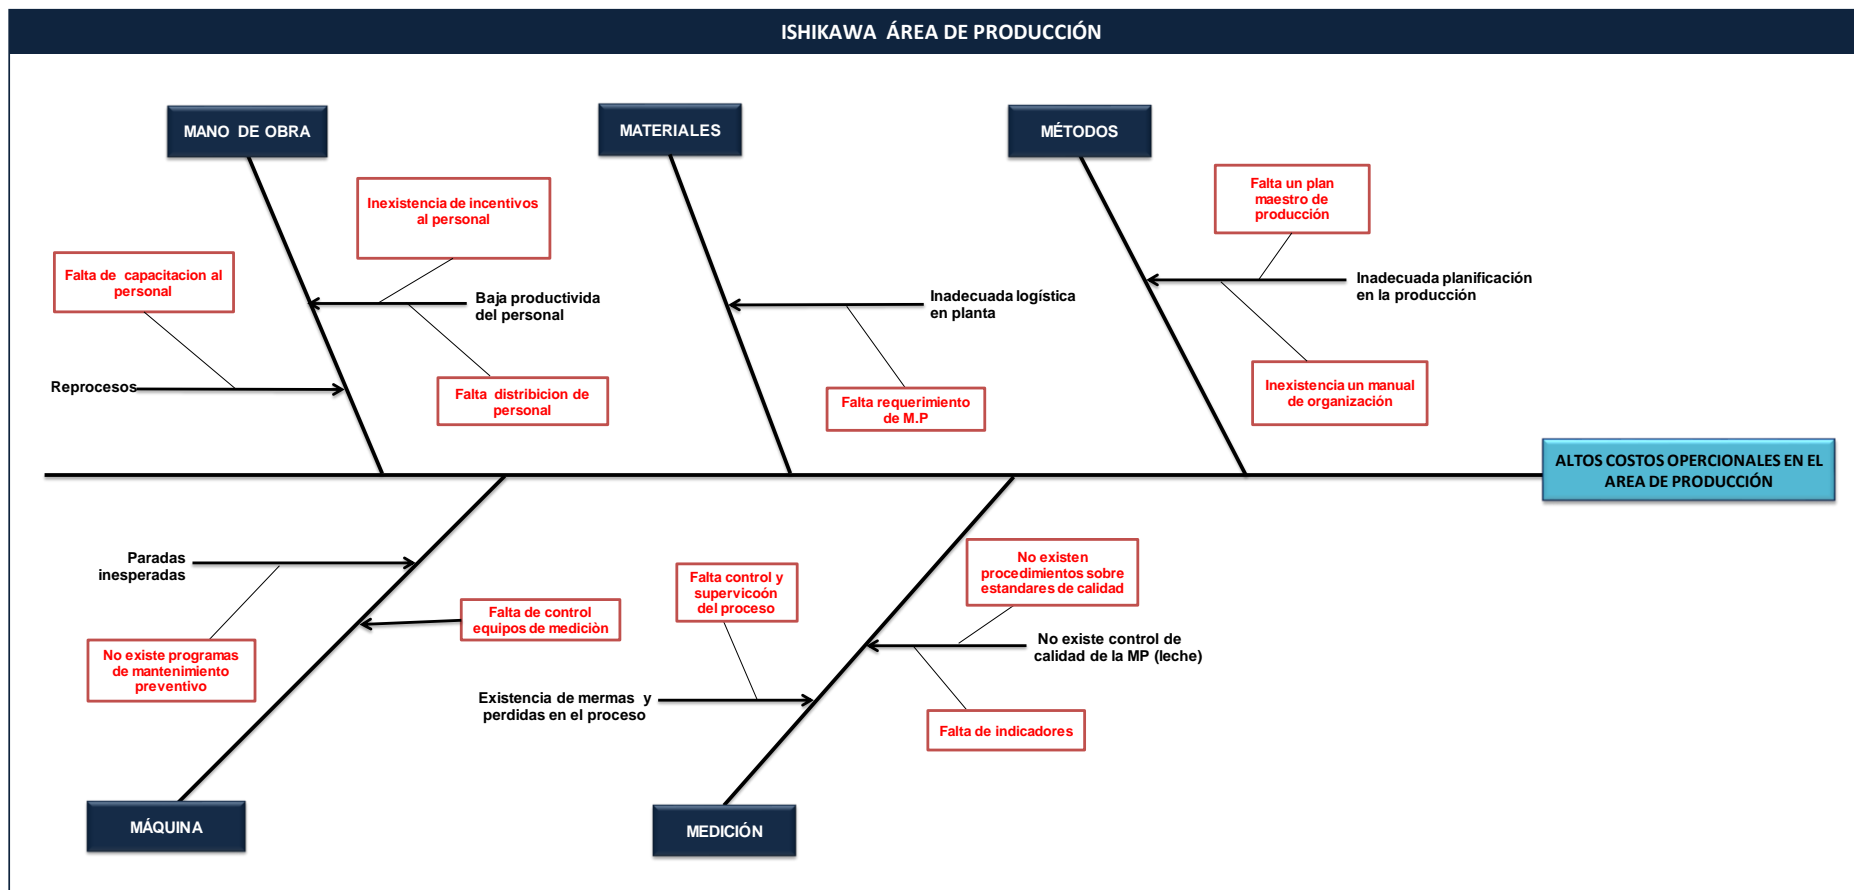 ISHIKAWA ÁREA DE PRODUCCIÓN
MANO DE OBRA
MATERIALES
MÉTODOS
Inexistencia de incentivos
al personal
Falta un plan
maestro de
producción
Falta de capacitacion al
personal
Baja productivida
del personal
Inadecuada logística
en planta
Inadecuada planificación
en la producción
Reprocesos
Falta distribicion de
personal
Falta requerimiento
de M.P
Inexistencia un manual
de organización
ALTOS COSTOS OPERCIONALES EN EL
AREA DE PRODUCCIÓN
Paradas
inesperadas
Falta control y
supervicoón
del proceso
No existen
procedimientos sobre
estandares de calidad
Falta de control
equipos de mediciòn
No existe programas
de mantenimiento
preventivo
No existe control de
calidad de la MP (leche)
Existencia de mermas y
perdidas en el proceso
Falta de indicadores
MÁQUINA
MEDICIÓN